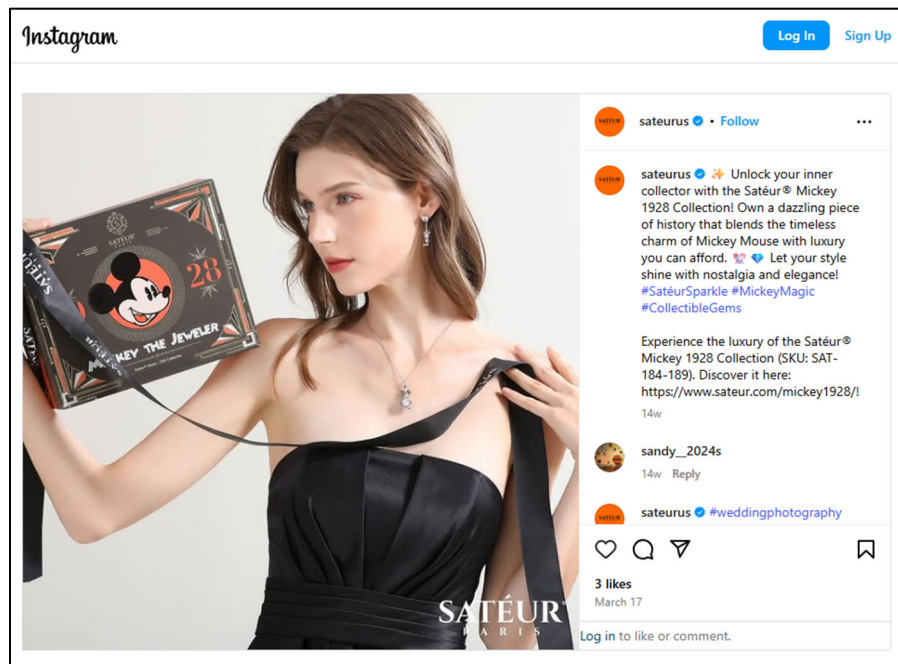 Instagram
Log In
Sign Up
SATÉUR
PARIS
28
MICKEY THE JEWELER
SATÉUR
SATÉUR
PARIS
sateurus • Follow
sateurus ✨ Unlock your inner
collector with the Satéur® Mickey
1928 Collection! Own a dazzling piece
of history that blends the timeless
charm of Mickey Mouse with luxury
you can afford. 🐭 💎 Let your style
shine with nostalgia and elegance!
#SatéurSparkle #MickeyMagic
#CollectibleGems
Experience the luxury of the Satéur®
Mickey 1928 Collection (SKU: SAT-
184-189). Discover it here:
https://www.sateur.com/mickey1928/!
14w
sandy__2024s
14w Reply
sateurus #weddingphotography
3 likes
March 17
Log in to like or comment.